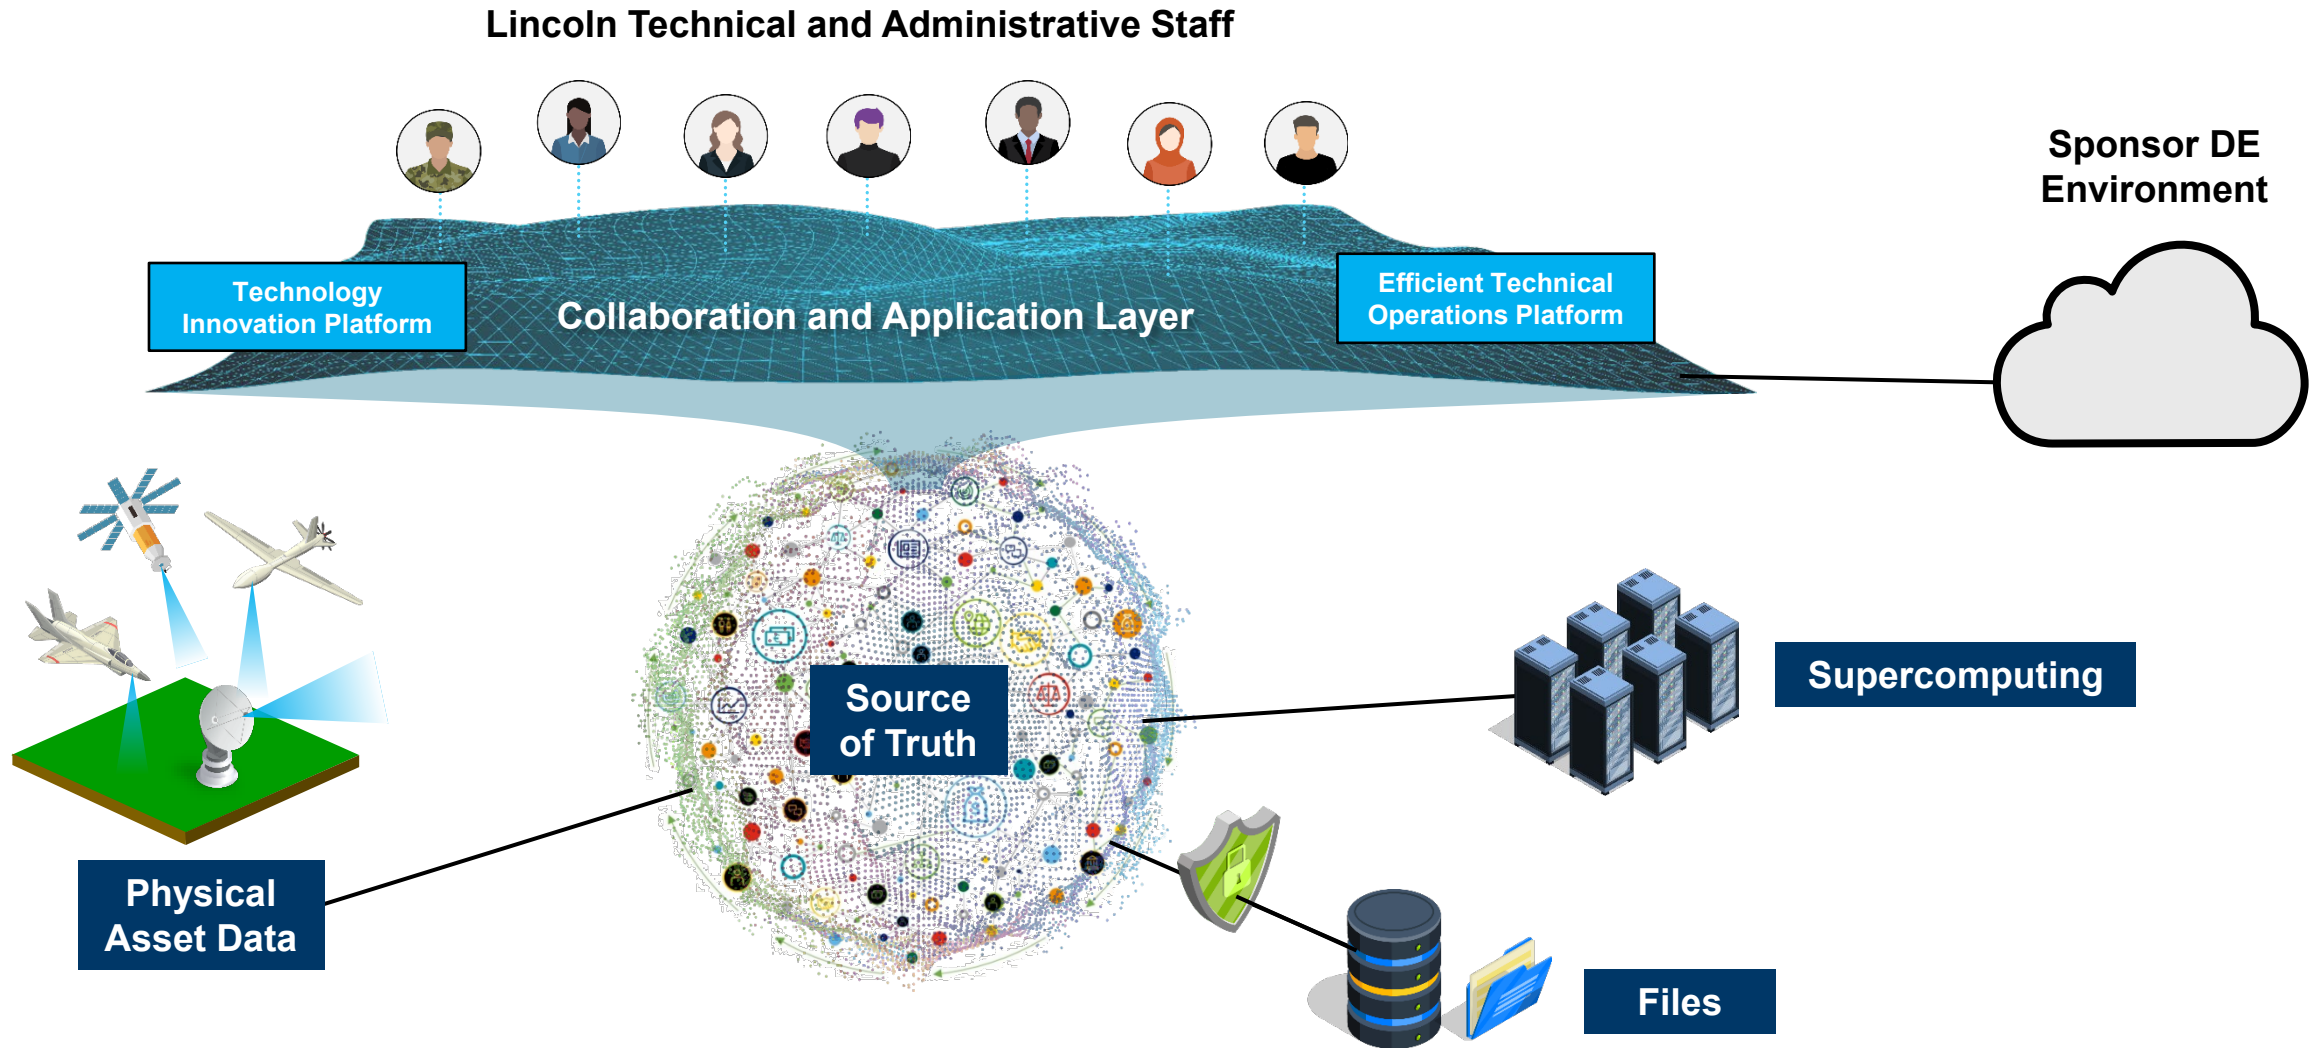 Lincoln Technical and Administrative Staff
Sponsor DE
Environment
Technology
Innovation Platform
Collaboration and Application Layer
Efficient Technical
Operations Platform
Source
of Truth
Supercomputing
Physical
Asset Data
Files